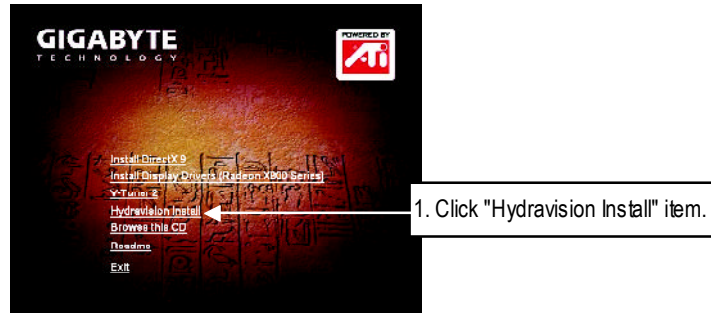 GIGABYTE
TECHNOLOGY
POWERED BY
ATi
Install DirectX 9
Install Display Drivers (Radeon X800 Series)
V-Tuner 2
Hydravision Install
Browse this CD
Readme
Exit
1. Click "Hydravision Install" item.